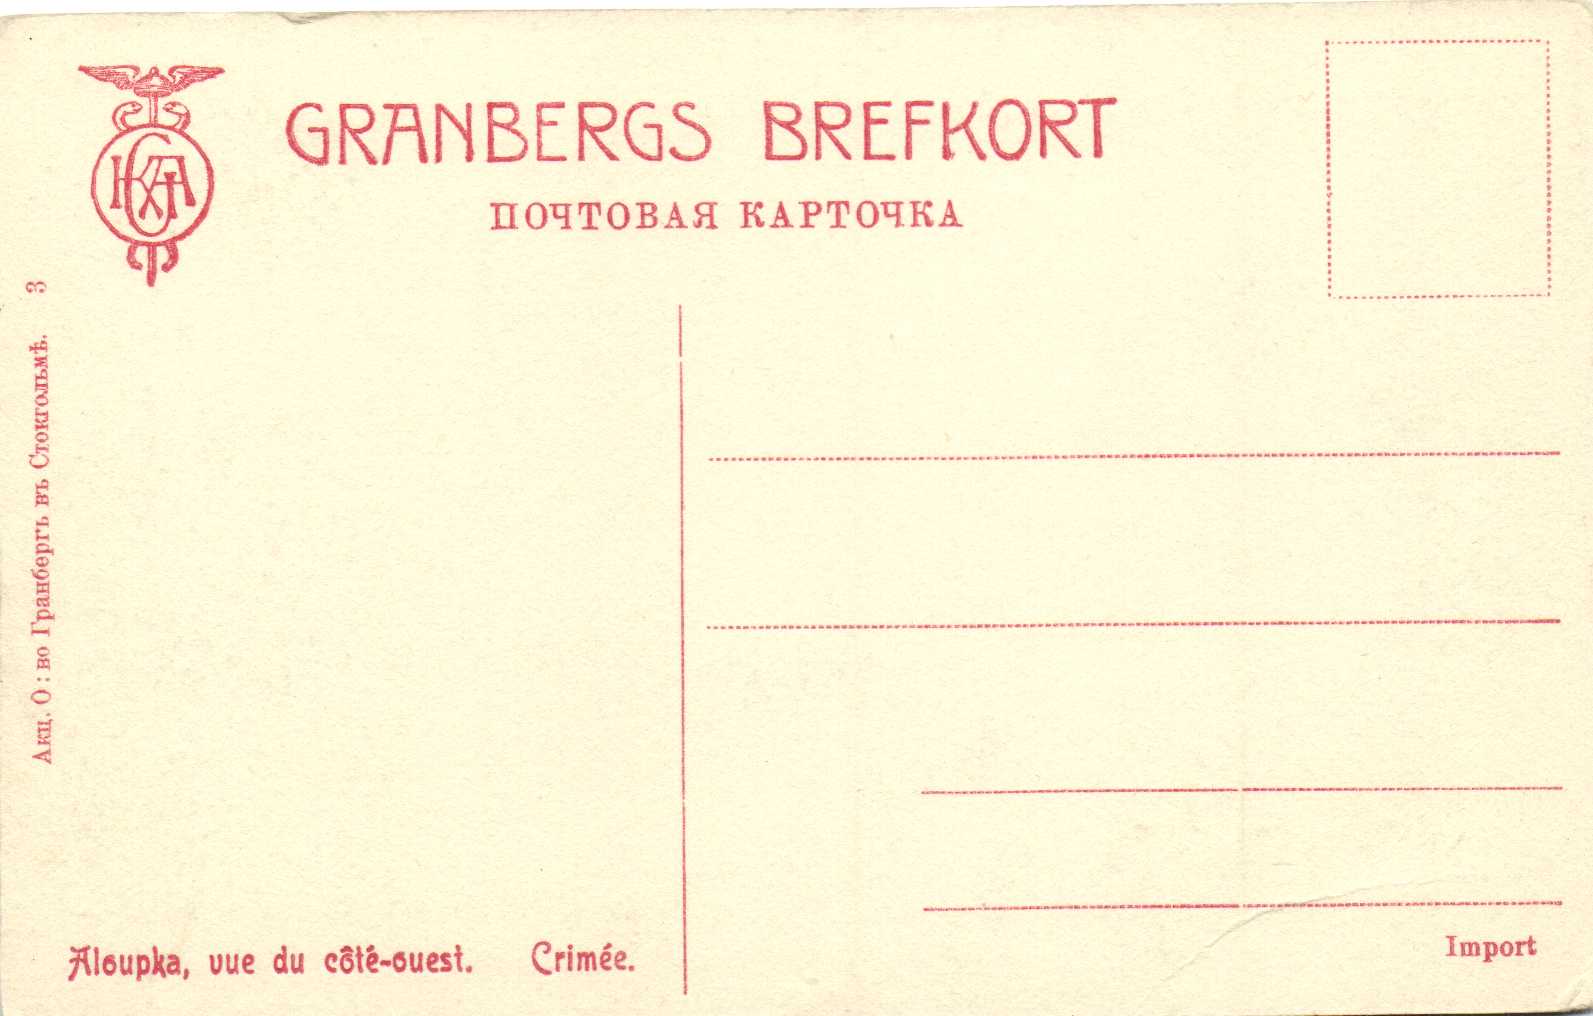 GRANBERGS BREFKORT
ПОЧТОВАЯ КАРТОЧКА
Акц. О : во Гранбергъ въ Стокгольмѣ. 3
Aloupka, vue du côté-ouest. Crimée.
Import